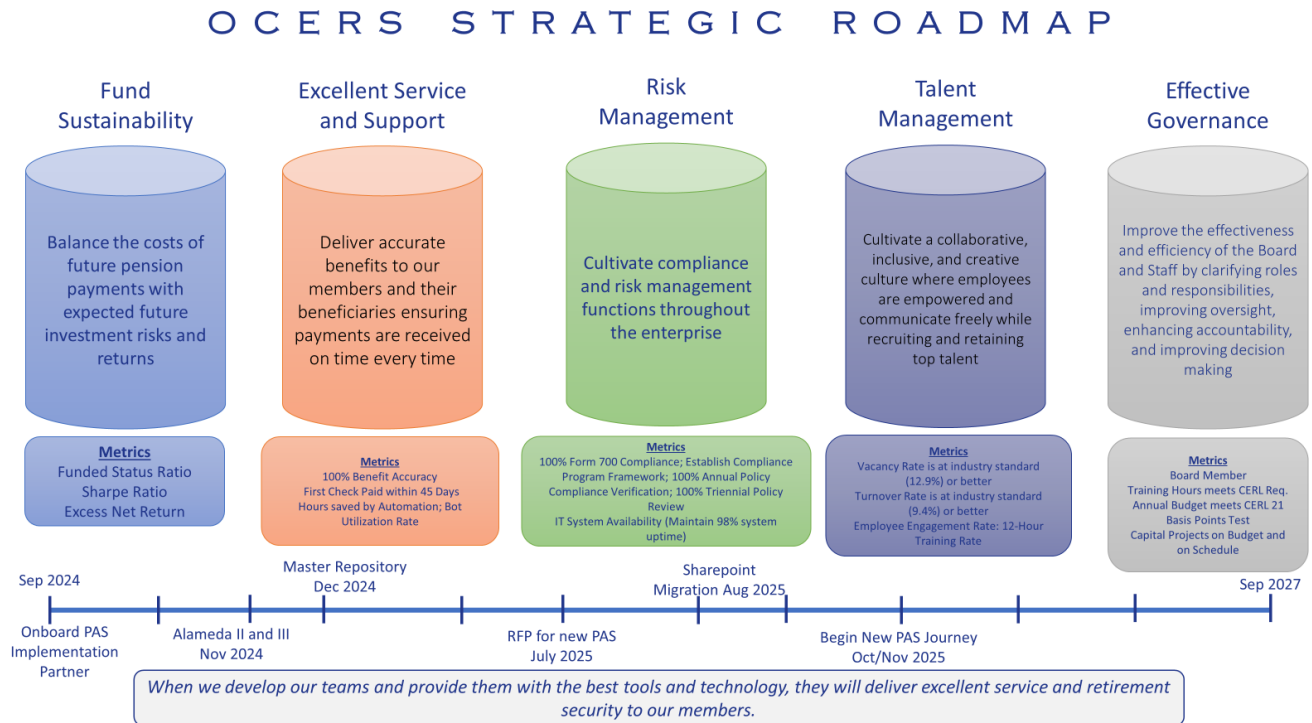 OCERS STRATEGIC ROADMAP
Fund
Sustainability
Balance the costs of
future pension
payments with
expected future
investment risks and
returns
Metrics
Funded Status Ratio
Sharpe Ratio
Excess Net Return
Excellent Service
and Support
Deliver accurate
benefits to our
members and their
beneficiaries ensuring
payments are received
on time every time
Metrics
100% Benefit Accuracy
First Check Paid within 45 Days
Hours saved by Automation; Bot
Utilization Rate
Risk
Management
Cultivate compliance
and risk management
functions throughout
the enterprise
Metrics
100% Form 700 Compliance; Establish Compliance
Program Framework; 100% Annual Policy
Compliance Verification; 100% Triennial Policy
Review
IT System Availability (Maintain 98% system
uptime)
Talent
Management
Cultivate a collaborative,
inclusive, and creative
culture where employees
are empowered and
communicate freely while
recruiting and retaining
top talent
Metrics
Vacancy Rate is at industry standard
(12.9%) or better
Turnover Rate is at industry standard
(9.4%) or better
Employee Engagement Rate: 12-Hour
Training Rate
Effective
Governance
Improve the effectiveness
and efficiency of the Board
and Staff by clarifying roles
and responsibilities,
improving oversight,
enhancing accountability,
and improving decision
making
Metrics
Board Member
Training Hours meets CERL Req.
Annual Budget meets CERL 21
Basis Points Test
Capital Projects on Budget and
on Schedule
Sep 2024
Onboard PAS
Implementation
Partner
Alameda II and III
Nov 2024
Master Repository
Dec 2024
RFP for new PAS
July 2025
Sharepoint
Migration Aug 2025
Begin New PAS Journey
Oct/Nov 2025
Sep 2027
When we develop our teams and provide them with the best tools and technology, they will deliver excellent service and retirement
security to our members.